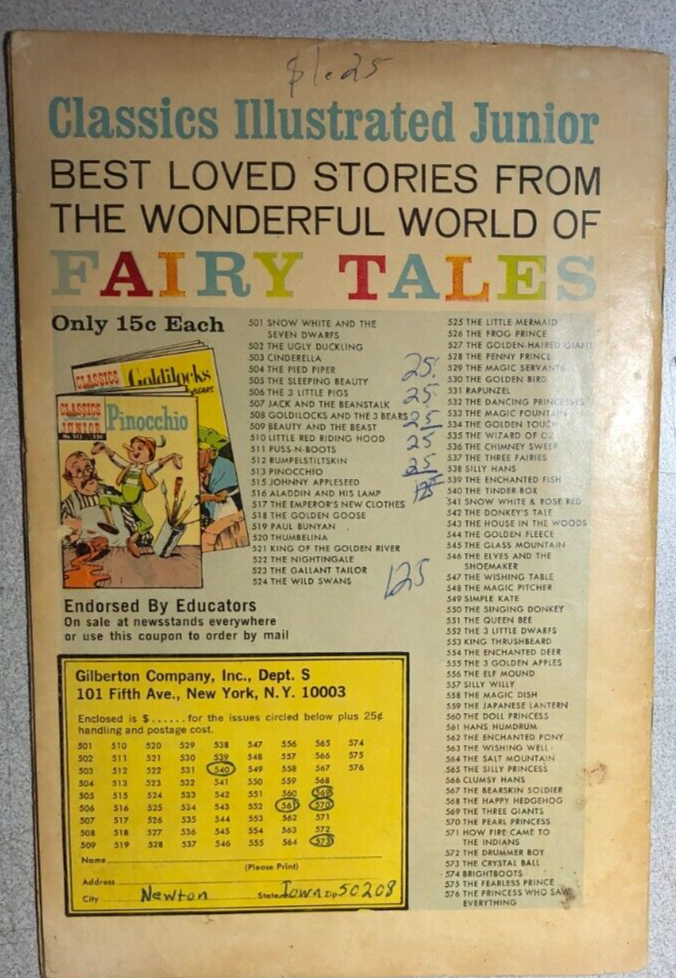 $1.25
Classics Illustrated Junior
BEST LOVED STORIES FROM
THE WONDERFUL WORLD OF
FAIRY TALES
Only 15c Each
CLASSICS
Goldilocks
BEARS
CLASSICS
JUNIOR
No. 513 15c
Pinocchio
501 SNOW WHITE AND THE
SEVEN DWARFS
502 THE UGLY DUCKLING
503 CINDERELLA
504 THE PIED PIPER
505 THE SLEEPING BEAUTY
506 THE 3 LITTLE PIGS
507 JACK AND THE BEANSTALK
508 GOLDILOCKS AND THE 3 BEARS
509 BEAUTY AND THE BEAST
510 LITTLE RED RIDING HOOD
511 PUSS-N-BOOTS
512 RUMPELSTILTSKIN
513 PINOCCHIO
515 JOHNNY APPLESEED
516 ALADDIN AND HIS LAMP
517 THE EMPEROR'S NEW CLOTHES
518 THE GOLDEN GOOSE
519 PAUL BUNYAN
520 THUMBELINA
521 KING OF THE GOLDEN RIVER
522 THE NIGHTINGALE
523 THE GALLANT TAILOR
524 THE WILD SWANS
25
25
25
25
25
125
125
525 THE LITTLE MERMAID
526 THE FROG PRINCE
527 THE GOLDEN-HAIRED GIANT
528 THE PENNY PRINCE
529 THE MAGIC SERVANTS
530 THE GOLDEN BIRD
531 RAPUNZEL
532 THE DANCING PRINCESSES
533 THE MAGIC FOUNTAIN
534 THE GOLDEN TOUCH
535 THE WIZARD OF OZ
536 THE CHIMNEY SWEEP
537 THE THREE FAIRIES
538 SILLY HANS
539 THE ENCHANTED FISH
540 THE TINDER-BOX
541 SNOW WHITE & ROSE RED
542 THE DONKEY'S TALE
543 THE HOUSE IN THE WOODS
544 THE GOLDEN FLEECE
545 THE GLASS MOUNTAIN
546 THE ELVES AND THE
SHOEMAKER
547 THE WISHING TABLE
548 THE MAGIC PITCHER
549 SIMPLE KATE
550 THE SINGING DONKEY
551 THE QUEEN BEE
552 THE 3 LITTLE DWARFS
553 KING THRUSHBEARD
554 THE ENCHANTED DEER
555 THE 3 GOLDEN APPLES
556 THE ELF MOUND
557 SILLY WILLY
558 THE MAGIC DISH
559 THE JAPANESE LANTERN
560 THE DOLL PRINCESS
561 HANS HUMDRUM
562 THE ENCHANTED PONY
563 THE WISHING WELL
564 THE SALT MOUNTAIN
565 THE SILLY PRINCESS
566 CLUMSY HANS
567 THE BEARSKIN SOLDIER
568 THE HAPPY HEDGEHOG
569 THE THREE GIANTS
570 THE PEARL PRINCESS
571 HOW FIRE CAME TO
THE INDIANS
572 THE DRUMMER BOY
573 THE CRYSTAL BALL
574 BRIGHTBOOTS
575 THE FEARLESS PRINCE
576 THE PRINCESS WHO SAW
EVERYTHING
Endorsed By Educators
On sale at newsstands everywhere
or use this coupon to order by mail
Gilberton Company, Inc., Dept. S
101 Fifth Ave., New York, N.Y. 10003
Enclosed is $...... for the issues circled below plus 25¢
handling and postage cost.
501 510 520 529 538 547 556 565 574
502 511 521 530 539 548 557 566 575
503 512 522 531 540 549 558 567 576
504 513 523 532 541 550 559 568
505 515 524 533 542 551 560 569
506 516 525 534 543 552 561 570
507 517 526 535 544 553 562 571
508 518 527 536 545 554 563 572
509 519 528 537 546 555 564 573
Name
(Please Print)
Address
City Newton State Iowa Zip 50208